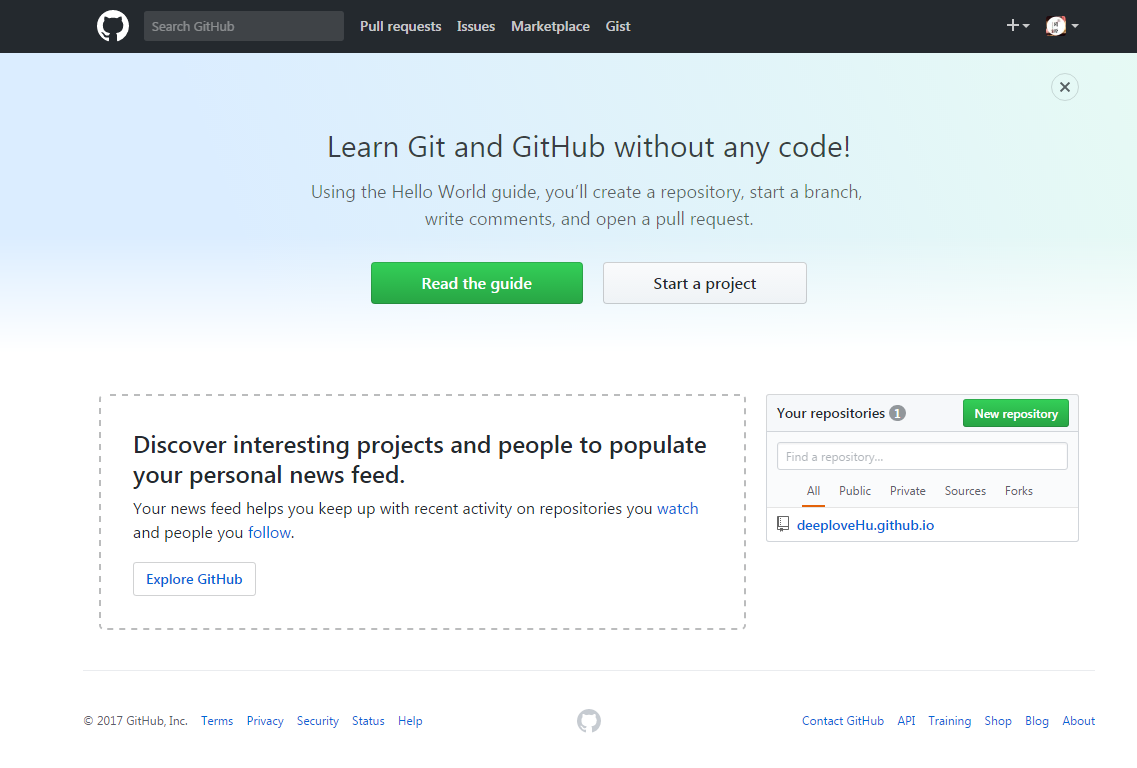 Search GitHub Pull requests Issues Marketplace Gist
Learn Git and GitHub without any code!
Using the Hello World guide, you’ll create a repository, start a branch,
write comments, and open a pull request.
Read the guide Start a project
Discover interesting projects and people to populate
your personal news feed.
Your news feed helps you keep up with recent activity on repositories you watch
and people you follow.
Explore GitHub
Your repositories 1 New repository
Find a repository…
All Public Private Sources Forks
deeploveHu.github.io
© 2017 GitHub, Inc. Terms Privacy Security Status Help
Contact GitHub API Training Shop Blog About